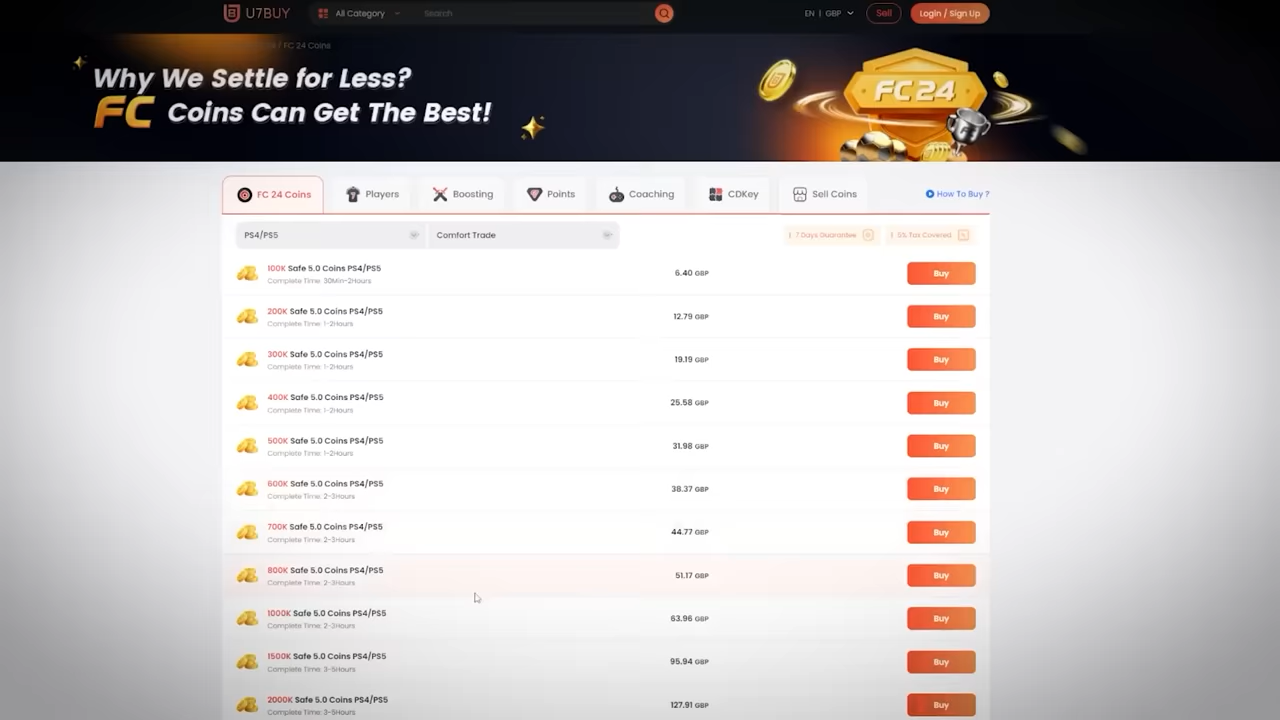 U7BUY
All Category
Search
EN | GBP
Sell
Login / Sign Up
/ FC 24 Coins
Why We Settle for Less?
FC Coins Can Get The Best!
FC 24
FC 24 Coins
Players
Boosting
Points
Coaching
CDKey
Sell Coins
How To Buy ?
PS4/PS5
Comfort Trade
7 Days Guarantee
5% Tax Covered
100K Safe 5.0 Coins PS4/PS5
Complete Time: 30Min-2Hours
6.40 GBP
Buy
200K Safe 5.0 Coins PS4/PS5
Complete Time: 1-2Hours
12.79 GBP
Buy
300K Safe 5.0 Coins PS4/PS5
Complete Time: 1-2Hours
19.19 GBP
Buy
400K Safe 5.0 Coins PS4/PS5
Complete Time: 1-2Hours
25.58 GBP
Buy
500K Safe 5.0 Coins PS4/PS5
Complete Time: 1-2Hours
31.98 GBP
Buy
600K Safe 5.0 Coins PS4/PS5
Complete Time: 2-3Hours
38.37 GBP
Buy
700K Safe 5.0 Coins PS4/PS5
Complete Time: 2-3Hours
44.77 GBP
Buy
800K Safe 5.0 Coins PS4/PS5
Complete Time: 2-3Hours
51.17 GBP
Buy
1000K Safe 5.0 Coins PS4/PS5
Complete Time: 2-3Hours
63.96 GBP
Buy
1500K Safe 5.0 Coins PS4/PS5
Complete Time: 3-5Hours
95.94 GBP
Buy
2000K Safe 5.0 Coins PS4/PS5
Complete Time: 3-5Hours
127.91 GBP
Buy